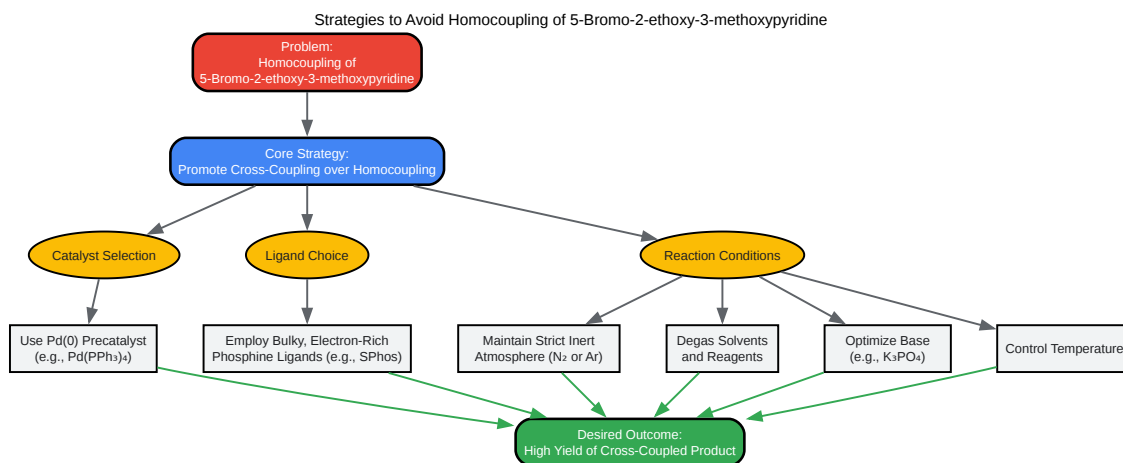 Strategies to Avoid Homocoupling of 5-Bromo-2-ethoxy-3-methoxypyridine
Problem:
Homocoupling of
5-Bromo-2-ethoxy-3-methoxypyridine
Core Strategy:
Promote Cross-Coupling over Homocoupling
Catalyst Selection
Ligand Choice
Reaction Conditions
Use Pd(0) Precatalyst
(e.g., Pd(PPh₃)₄)
Employ Bulky, Electron-Rich
Phosphine Ligands (e.g., SPhos)
Maintain Strict Inert
Atmosphere (N₂ or Ar)
Degas Solvents
and Reagents
Optimize Base
(e.g., K₃PO₄)
Control Temperature
Desired Outcome:
High Yield of Cross-Coupled Product